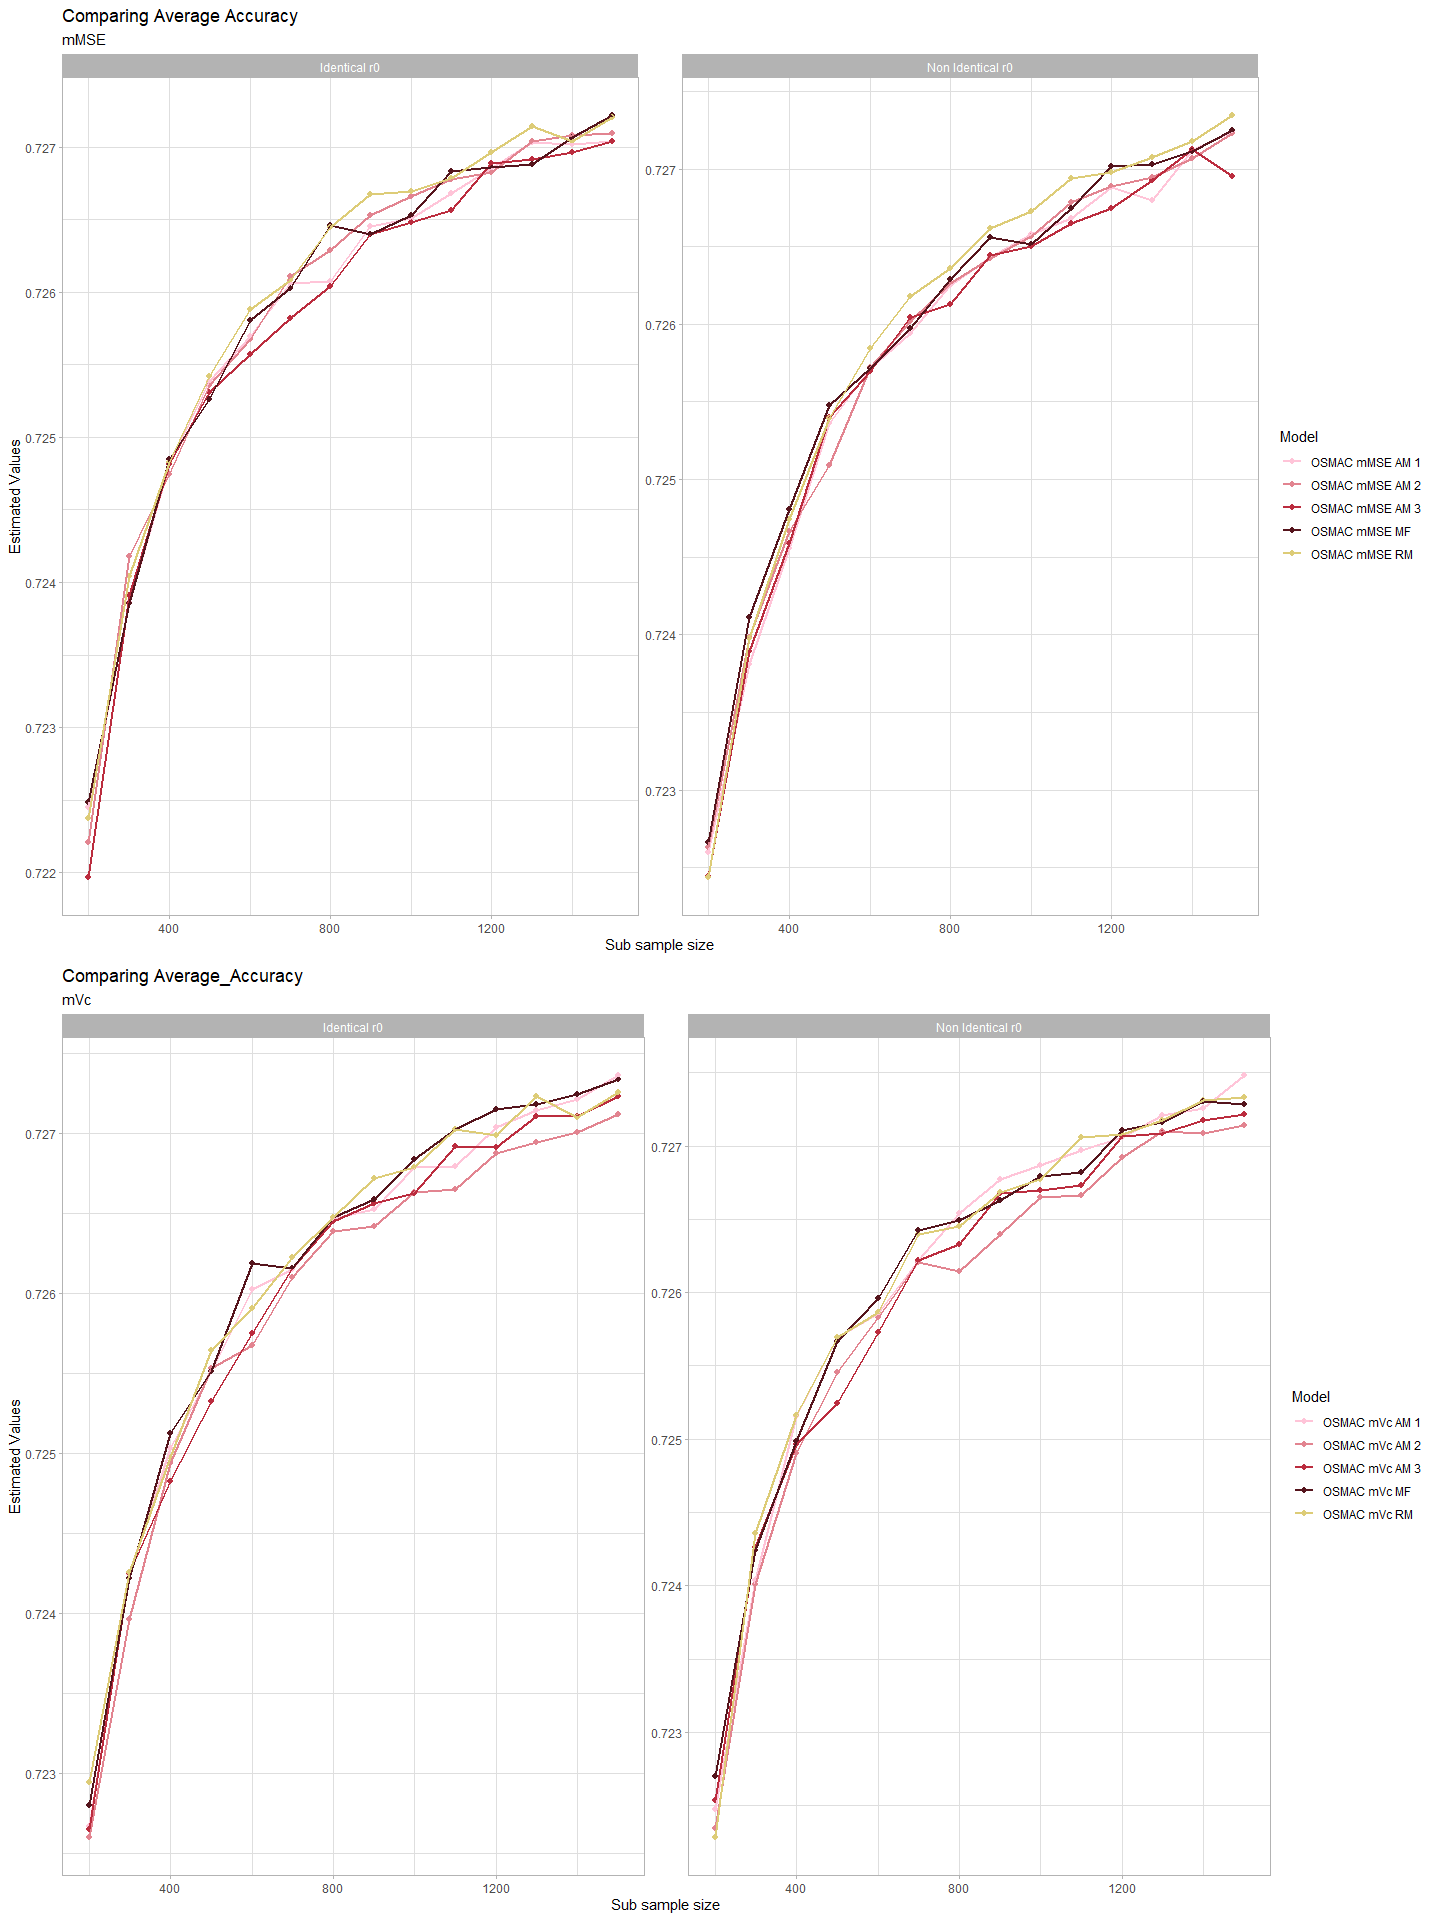 Comparing Average Accuracy
mMSE
Identical r0
Non Identical r0
0.727
0.726
0.725
0.724
0.723
0.722
0.727
0.726
0.725
0.724
0.723
Estimated Values
400
800
1200
400
800
1200
Sub sample size
Model
OSMAC mMSE AM 1
OSMAC mMSE AM 2
OSMAC mMSE AM 3
OSMAC mMSE MF
OSMAC mMSE RM
Comparing Average_Accuracy
mVc
Identical r0
Non Identical r0
0.727
0.726
0.725
0.724
0.723
0.727
0.726
0.725
0.724
0.723
Estimated Values
400
800
1200
400
800
1200
Sub sample size
Model
OSMAC mVc AM 1
OSMAC mVc AM 2
OSMAC mVc AM 3
OSMAC mVc MF
OSMAC mVc RM